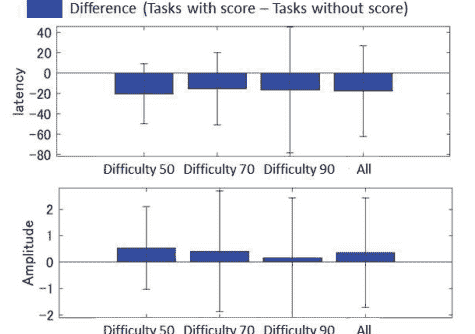 Difference (Tasks with score – Tasks without score)
40
20
0
-20
-40
-60
-80
latency
Difficulty 50 Difficulty 70 Difficulty 90 All
2
1
0
-1
-2
Amplitude
Difficulty 50 Difficulty 70 Difficulty 90 All